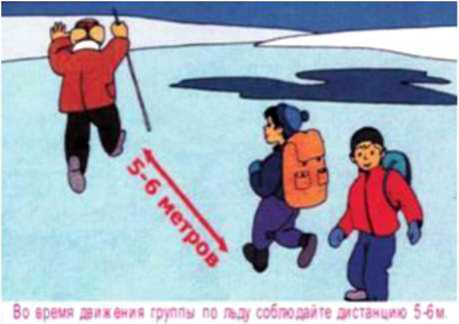 5-6 метров
Во время движения группы по льду соблюдайте дистанцию 5-6м.